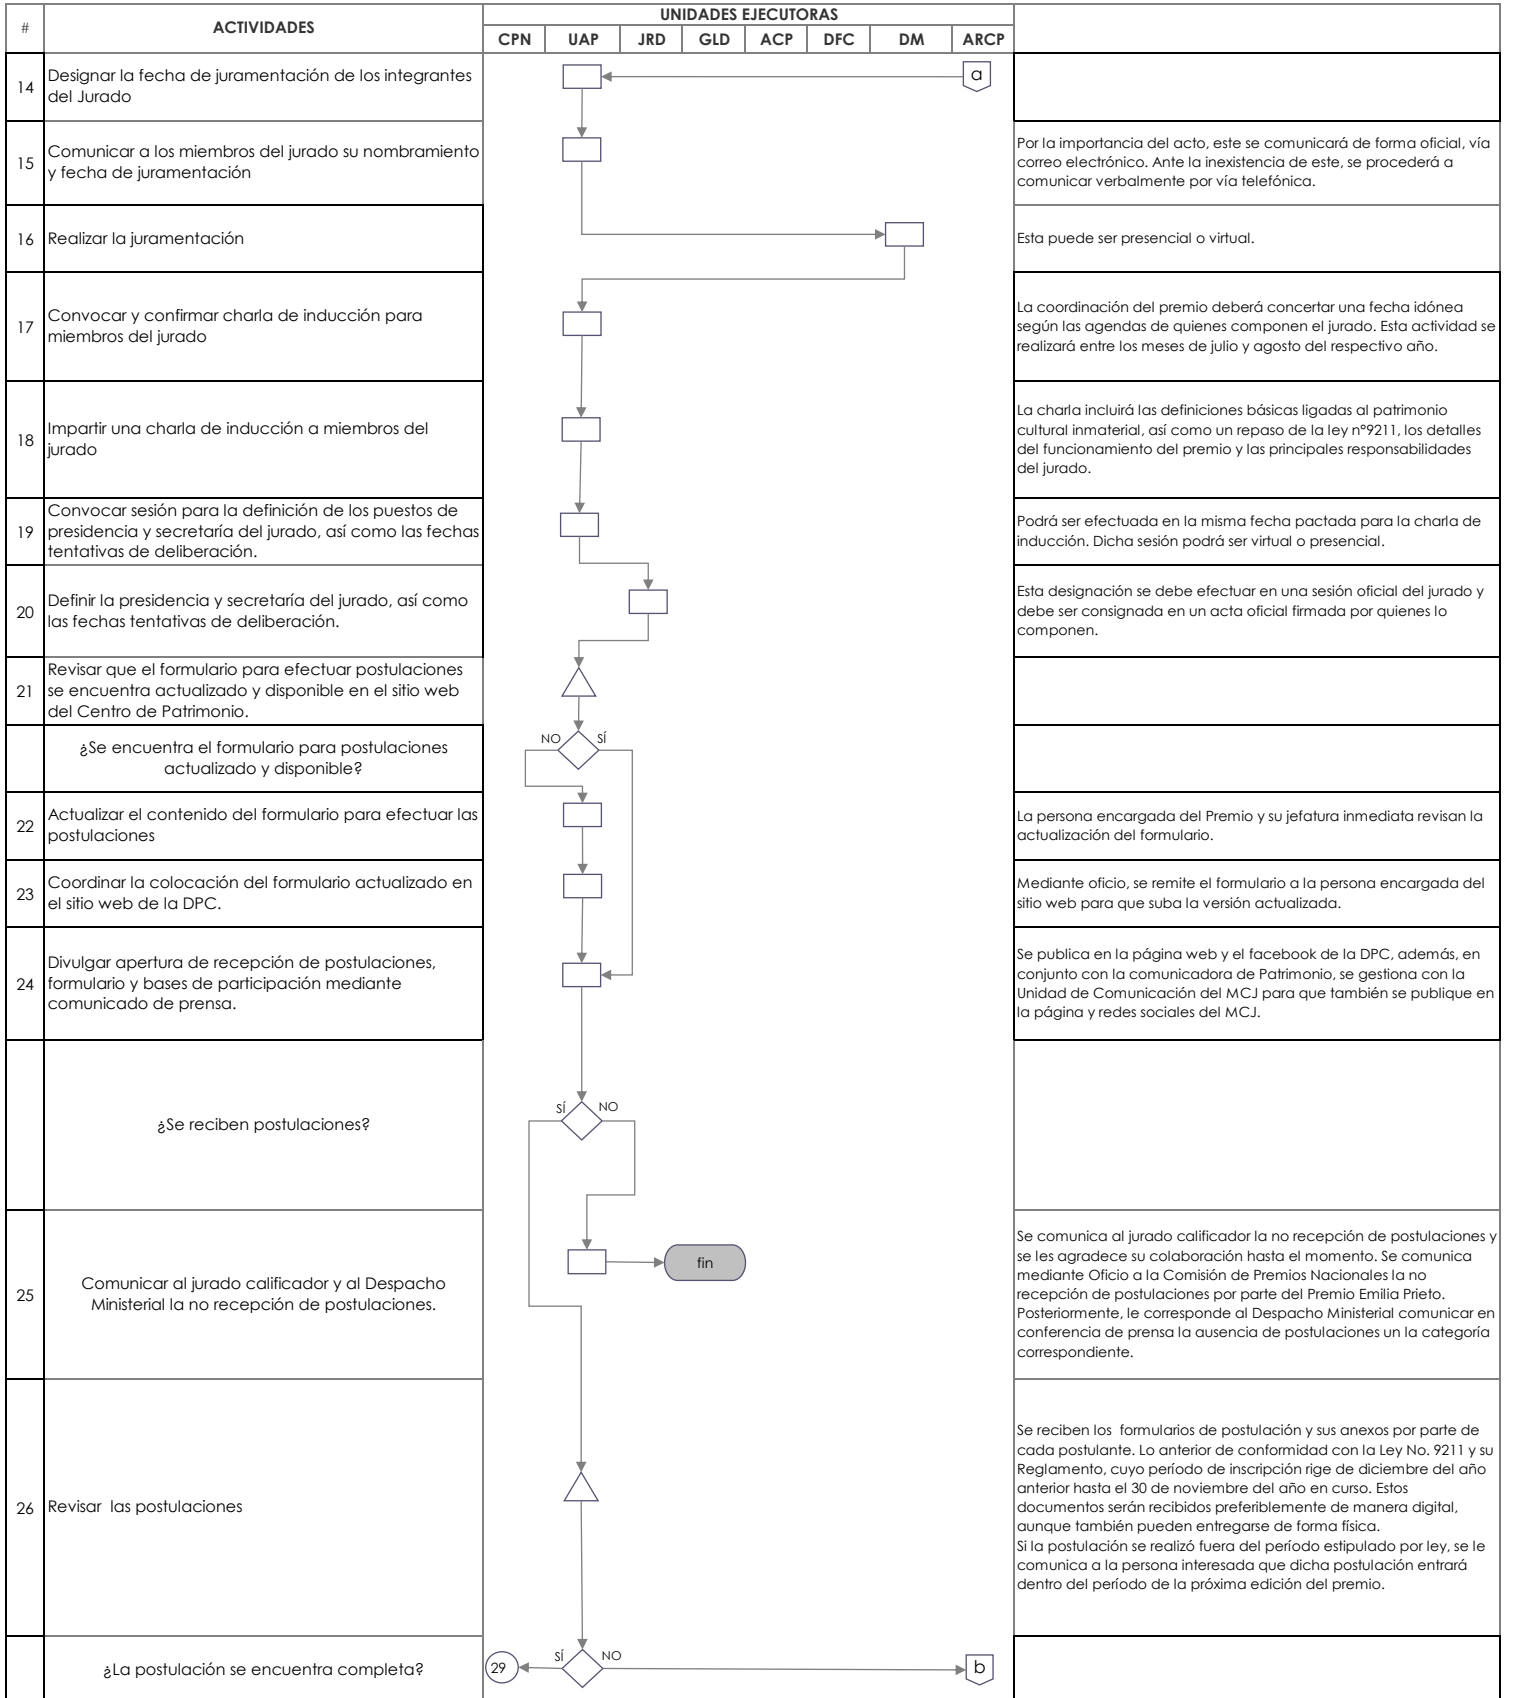 #
ACTIVIDADES
UNIDADES EJECUTORAS
CPN UAP JRD GLD ACP DFC DM ARCP
14
Designar la fecha de juramentación de los integrantes
del Jurado
a
15
Comunicar a los miembros del jurado su nombramiento
y fecha de juramentación
Por la importancia del acto, este se comunicará de forma oficial, vía
correo electrónico. Ante la inexistencia de este, se procederá a
comunicar verbalmente por vía telefónica.
16
Realizar la juramentación
Esta puede ser presencial o virtual.
17
Convocar y confirmar charla de inducción para
miembros del jurado
La coordinación del premio deberá concertar una fecha idónea
según las agendas de quienes componen el jurado. Esta actividad se
realizará entre los meses de julio y agosto del respectivo año.
18
Impartir una charla de inducción a miembros del
jurado
La charla incluirá las definiciones básicas ligadas al patrimonio
cultural inmaterial, así como un repaso de la ley n°9211, los detalles
del funcionamiento del premio y las principales responsabilidades
del jurado.
19
Convocar sesión para la definición de los puestos de
presidencia y secretaría del jurado, así como las fechas
tentativas de deliberación.
Podrá ser efectuada en la misma fecha pactada para la charla de
inducción. Dicha sesión podrá ser virtual o presencial.
20
Definir la presidencia y secretaría del jurado, así como
las fechas tentativas de deliberación.
Esta designación se debe efectuar en una sesión oficial del jurado y
debe ser consignada en un acta oficial firmada por quienes lo
componen.
21
Revisar que el formulario para efectuar postulaciones
se encuentra actualizado y disponible en el sitio web
del Centro de Patrimonio.
¿Se encuentra el formulario para postulaciones
actualizado y disponible?
NO SÍ
22
Actualizar el contenido del formulario para efectuar las
postulaciones
La persona encargada del Premio y su jefatura inmediata revisan la
actualización del formulario.
23
Coordinar la colocación del formulario actualizado en
el sitio web de la DPC.
Mediante oficio, se remite el formulario a la persona encargada del
sitio web para que suba la versión actualizada.
24
Divulgar apertura de recepción de postulaciones,
formulario y bases de participación mediante
comunicado de prensa.
Se publica en la página web y el facebook de la DPC, además, en
conjunto con la comunicadora de Patrimonio, se gestiona con la
Unidad de Comunicación del MCJ para que también se publique en
la página y redes sociales del MCJ.
¿Se reciben postulaciones?
SÍ NO
25
Comunicar al jurado calificador y al Despacho
Ministerial la no recepción de postulaciones.
fin
Se comunica al jurado calificador la no recepción de postulaciones y
se les agradece su colaboración hasta el momento. Se comunica
mediante Oficio a la Comisión de Premios Nacionales la no
recepción de postulaciones por parte del Premio Emilia Prieto.
Posteriormente, le corresponde al Despacho Ministerial comunicar en
conferencia de prensa la ausencia de postulaciones un la categoría
correspondiente.
26
Revisar las postulaciones
Se reciben los formularios de postulación y sus anexos por parte de
cada postulante. Lo anterior de conformidad con la Ley No. 9211 y su
Reglamento, cuyo período de inscripción rige de diciembre del año
anterior hasta el 30 de noviembre del año en curso. Estos
documentos serán recibidos preferiblemente de manera digital,
aunque también pueden entregarse de forma física.
Si la postulación se realizó fuera del período estipulado por ley, se le
comunica a la persona interesada que dicha postulación entrará
dentro del período de la próxima edición del premio.
¿La postulación se encuentra completa?
29 SÍ NO b